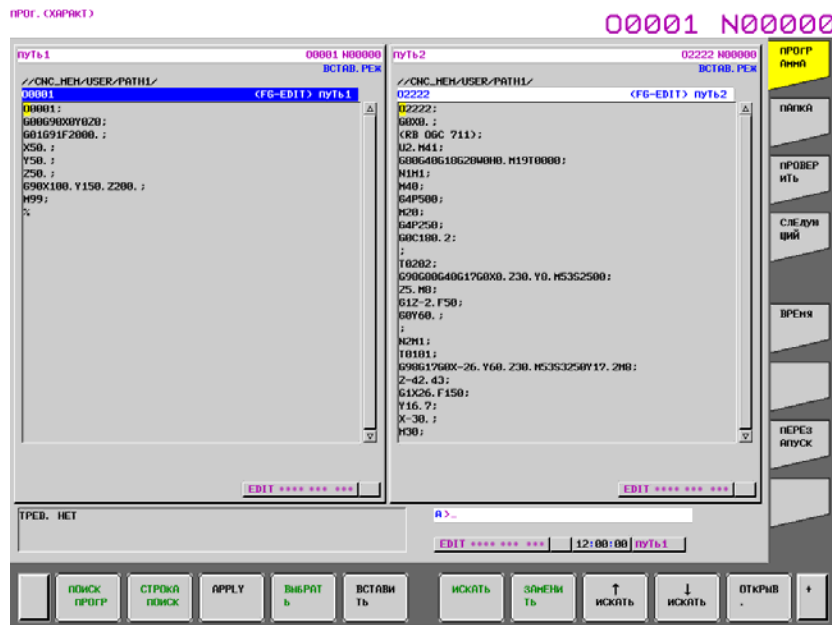 ПРОГ.(ХАРАКТ)
O0001 N00000
ПУТЬ1 O0001 N00000
ВСТАВ.РЕЖ
//CNC_MEM/USER/PATH1/
O0001 (FG-EDIT) ПУТЬ1
O0001;
G00G90X0Y0Z0;
G01G91F2000.;
X50.;
Y50.;
Z50.;
G90X100.Y150.Z200.;
M99;
%
EDIT **** *** ***
ПУТЬ2 O2222 N00000
ВСТАВ.РЕЖ
//CNC_MEM/USER/PATH1/
O2222 (FG-EDIT) ПУТЬ2
O2222;
G0X0.;
(RB OGC 711);
U2.M41;
G80G40G18G28W0H0.M19T0000;
N1M1;
M40;
G4P500;
M20;
G4P250;
G0C180.2;
;
T0202;
G98G80G40G17G0X0.Z30.Y0.M53S2500;
Z5.M8;
G1Z-2.F50;
G0Y60.;
;
N2M1;
T0101;
G98G17G0X-26.Y60.Z30.M53S3250Y17.2M8;
Z-42.43;
G1X26.F150;
Y16.7;
X-30.;
M30;
EDIT **** *** ***
ТРЕВ. НЕТ
A>_
EDIT **** *** *** 12:00:00 ПУТЬ1
ПРОГР
АММА
ПАПКА
ПРОВЕР
ИТЬ
СЛЕДУЮ
ЩИЙ
ВРЕМЯ
ПЕРЕЗ
АПУСК
ПОИСК
ПРОГР
СТРОКА
ПОИСК
APPLY
ВЫБРАТ
Ь
ВСТАВИ
ТЬ
ИСКАТЬ
ЗАМЕНИ
ТЬ
↑
ИСКАТЬ
↓
ИСКАТЬ
ОТКРЫВ
.
+